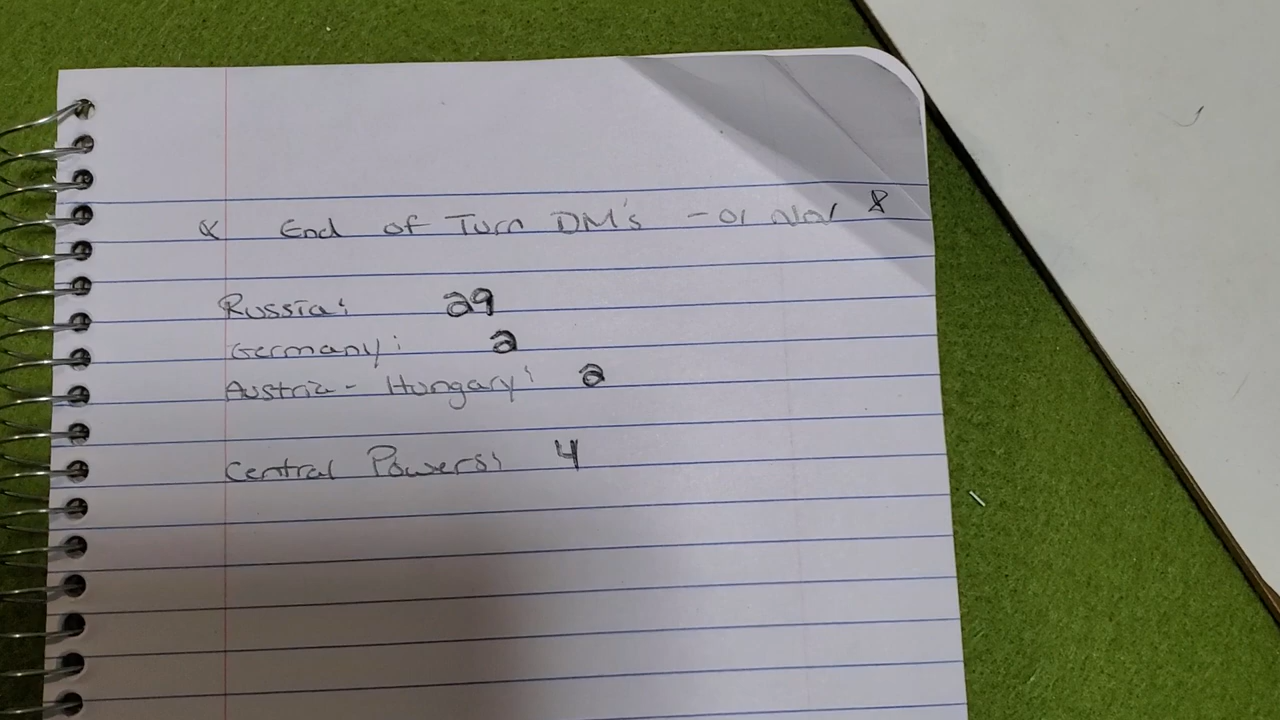 * End of Turn DM's - *
Russia: 29
Germany: 2
Austria - Hungary: 2
Central Powers: 4